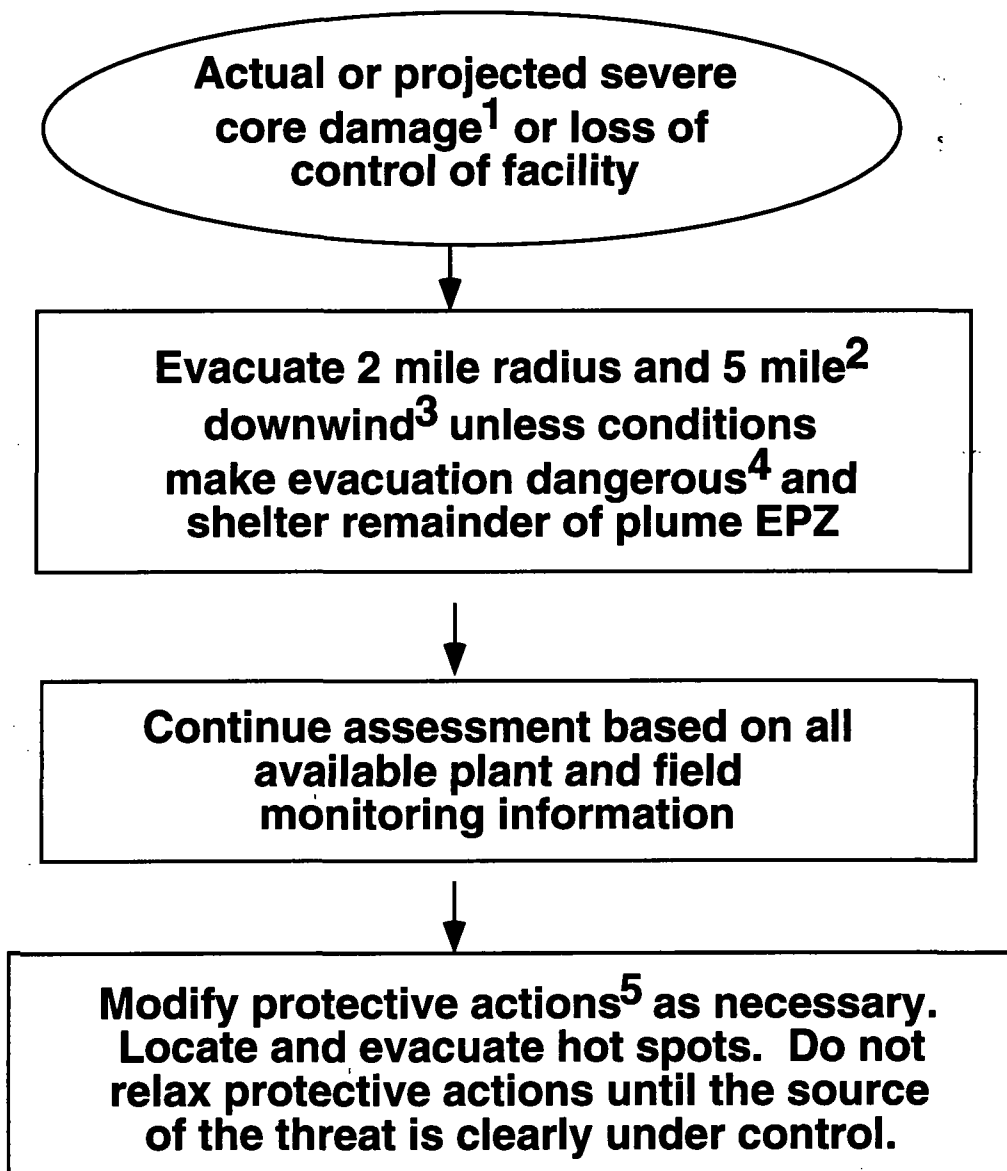 Actual or projected severe
core damage1 or loss of
control of facility
Evacuate 2 mile radius and 5 mile2
downwind3 unless conditions
make evacuation dangerous4 and
shelter remainder of plume EPZ
Continue assessment based on all
available plant and field
monitoring information
Modify protective actions5 as necessary.
Locate and evacuate hot spots. Do not
relax protective actions until the source
of the threat is clearly under control.